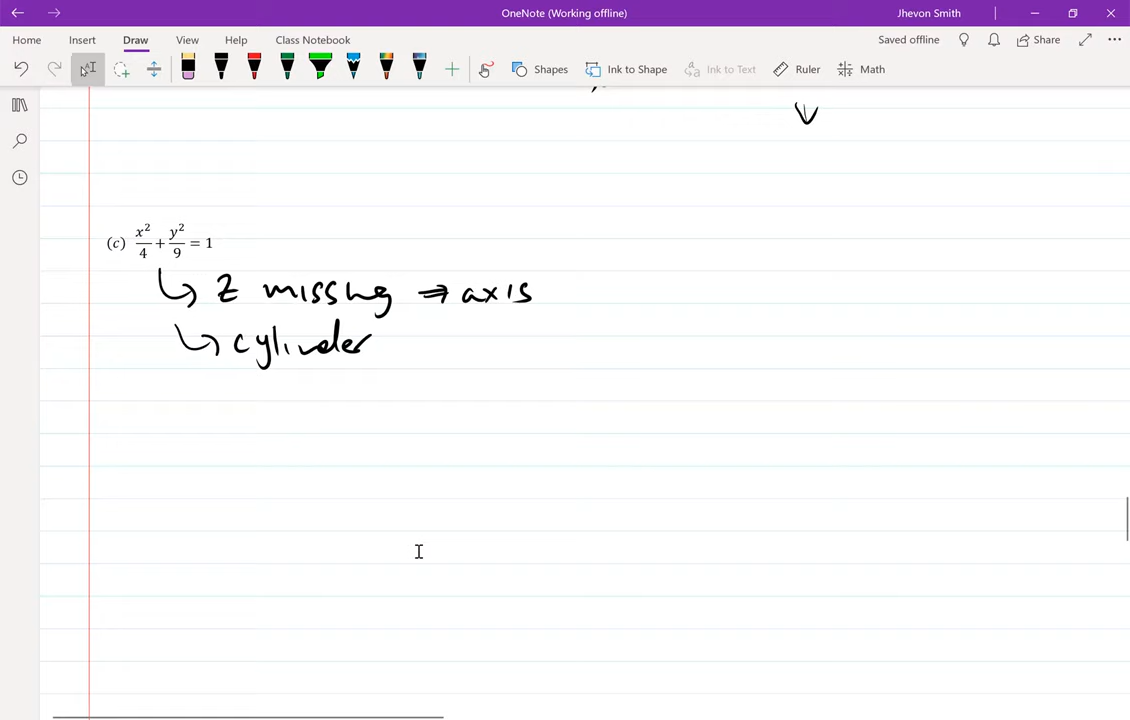 OneNote (Working offline)
Jhevon Smith
Home Insert Draw View Help Class Notebook
Saved offline
Share
Shapes
Ink to Shape
Ink to Text
Ruler
Math
(c) x²/4 + y²/9 = 1
↳ z missing ⇒ axis
↳ cylinder